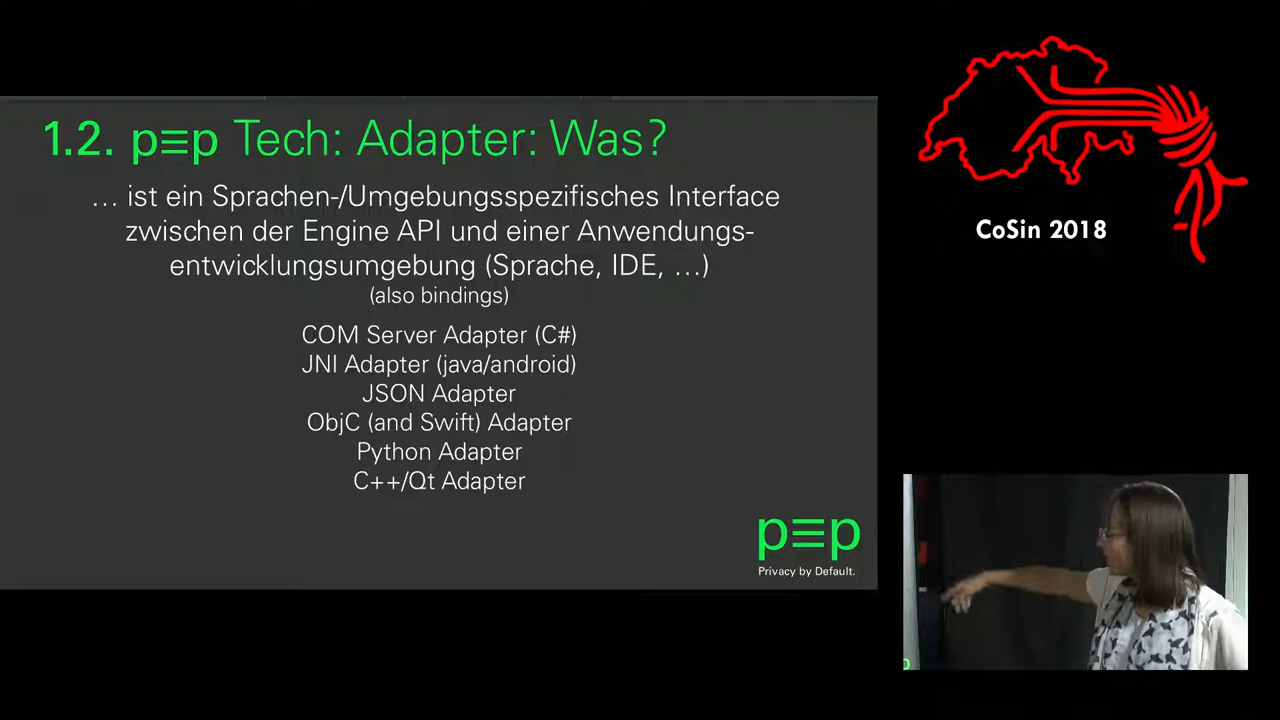 1.2. p≡p Tech: Adapter: Was?
… ist ein Sprachen-/Umgebungsspezifisches Interface
zwischen der Engine API und einer Anwendungs-
entwicklungsumgebung (Sprache, IDE, …)
(also bindings)
COM Server Adapter (C#)
JNI Adapter (java/android)
JSON Adapter
ObjC (and Swift) Adapter
Python Adapter
C++/Qt Adapter
p≡p
Privacy by Default.
CoSin 2018